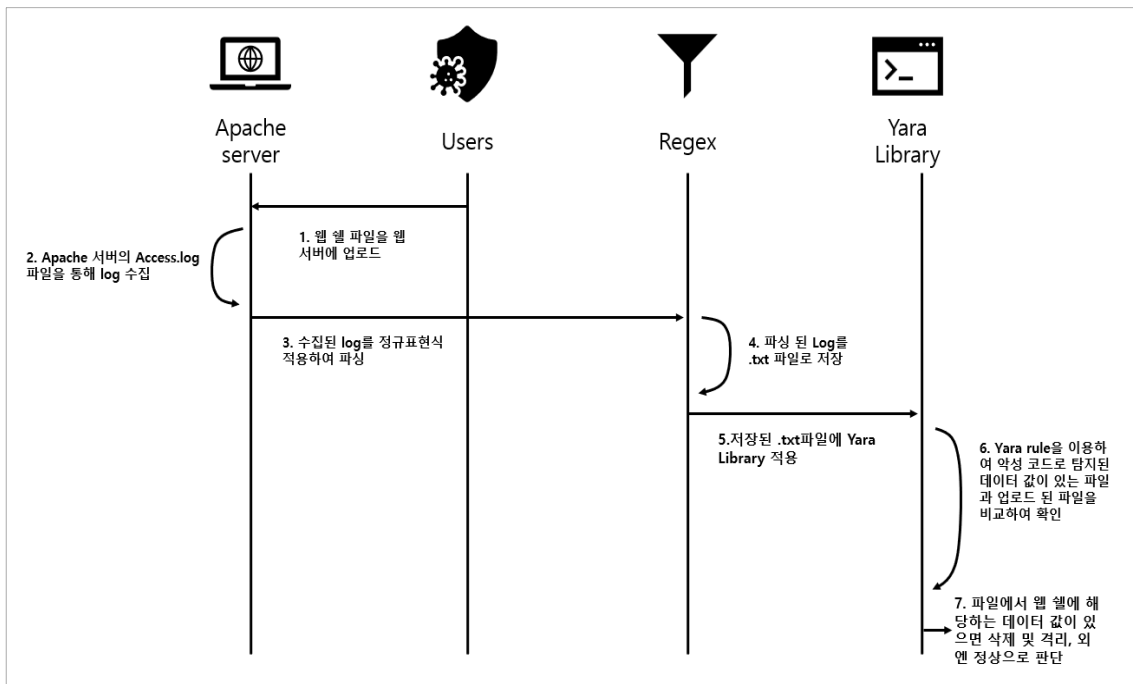 Apache
server
Users
Regex
Yara
Library
1. 웹 쉘 파일을 웹
서버에 업로드
2. Apache 서버의 Access.log
파일을 통해 log 수집
3. 수집된 log를 정규표현식
적용하여 파싱
4. 파싱 된 Log를
.txt 파일로 저장
5.저장된 .txt파일에 Yara
Library 적용
6. Yara rule을 이용하
여 악성 코드로 탐지된
데이터 값이 있는 파일
과 업로드 된 파일을
비교하여 확인
7. 파일에서 웹 쉘에 해
당하는 데이터 값이 있
으면 삭제 및 격리, 외
엔 정상으로 판단